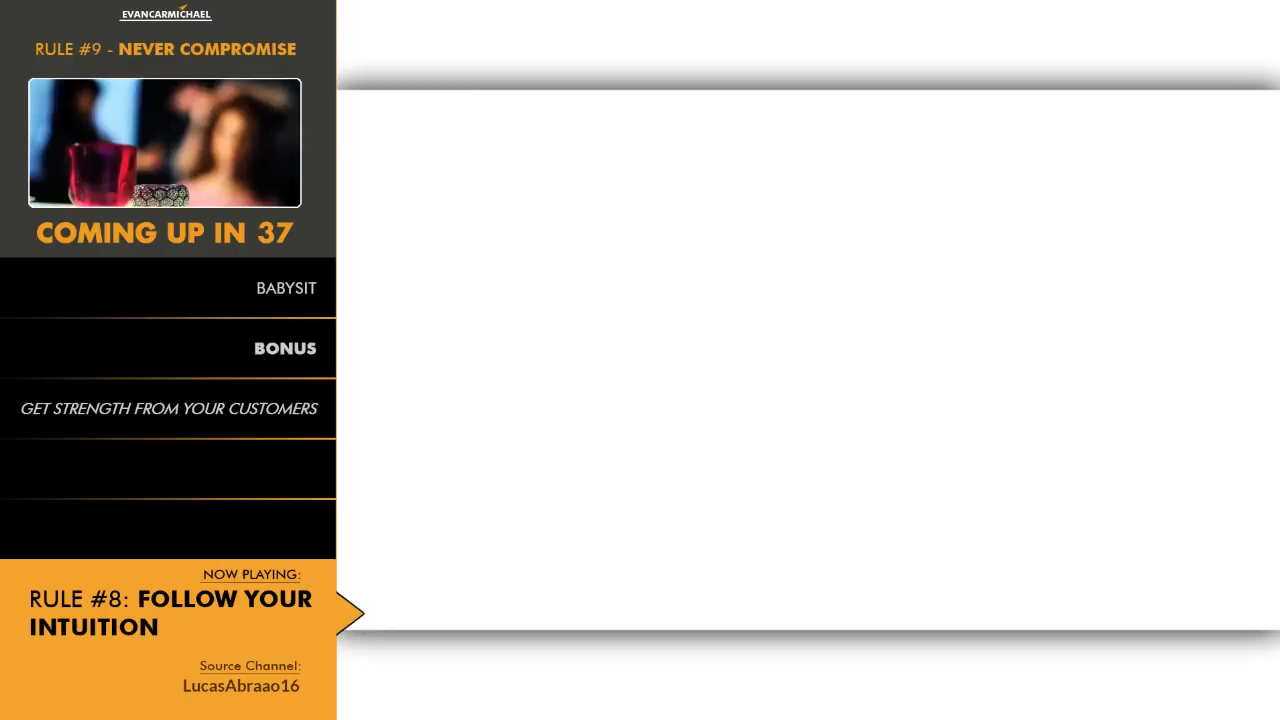 EVANCARMICHAEL
RULE #9 - NEVER COMPROMISE
COMING UP IN 37
BABYSIT
BONUS
GET STRENGTH FROM YOUR CUSTOMERS
NOW PLAYING:
RULE #8: FOLLOW YOUR
INTUITION
Source Channel:
LucasAbraao16